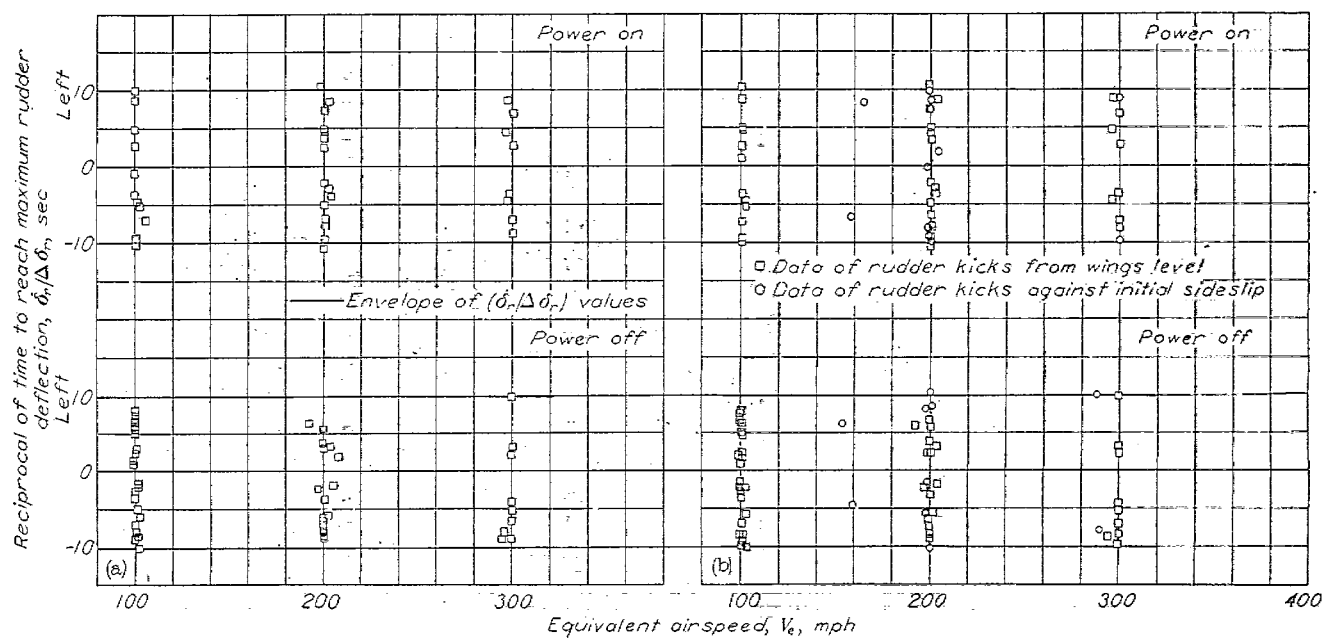 Reciprocal of time to reach maximum rudder
deflection, δ̇r/Δδr, sec
Left
Left
Power on
10
0
-10
Envelope of (δ̇r/Δδr) values
Power off
10
0
-10
(a)
100
200
300
Power on
□ Data of rudder kicks from wings level
○ Data of rudder kicks against initial sideslip
Power off
(b)
100
200
300
400
Equivalent airspeed, Ve, mph